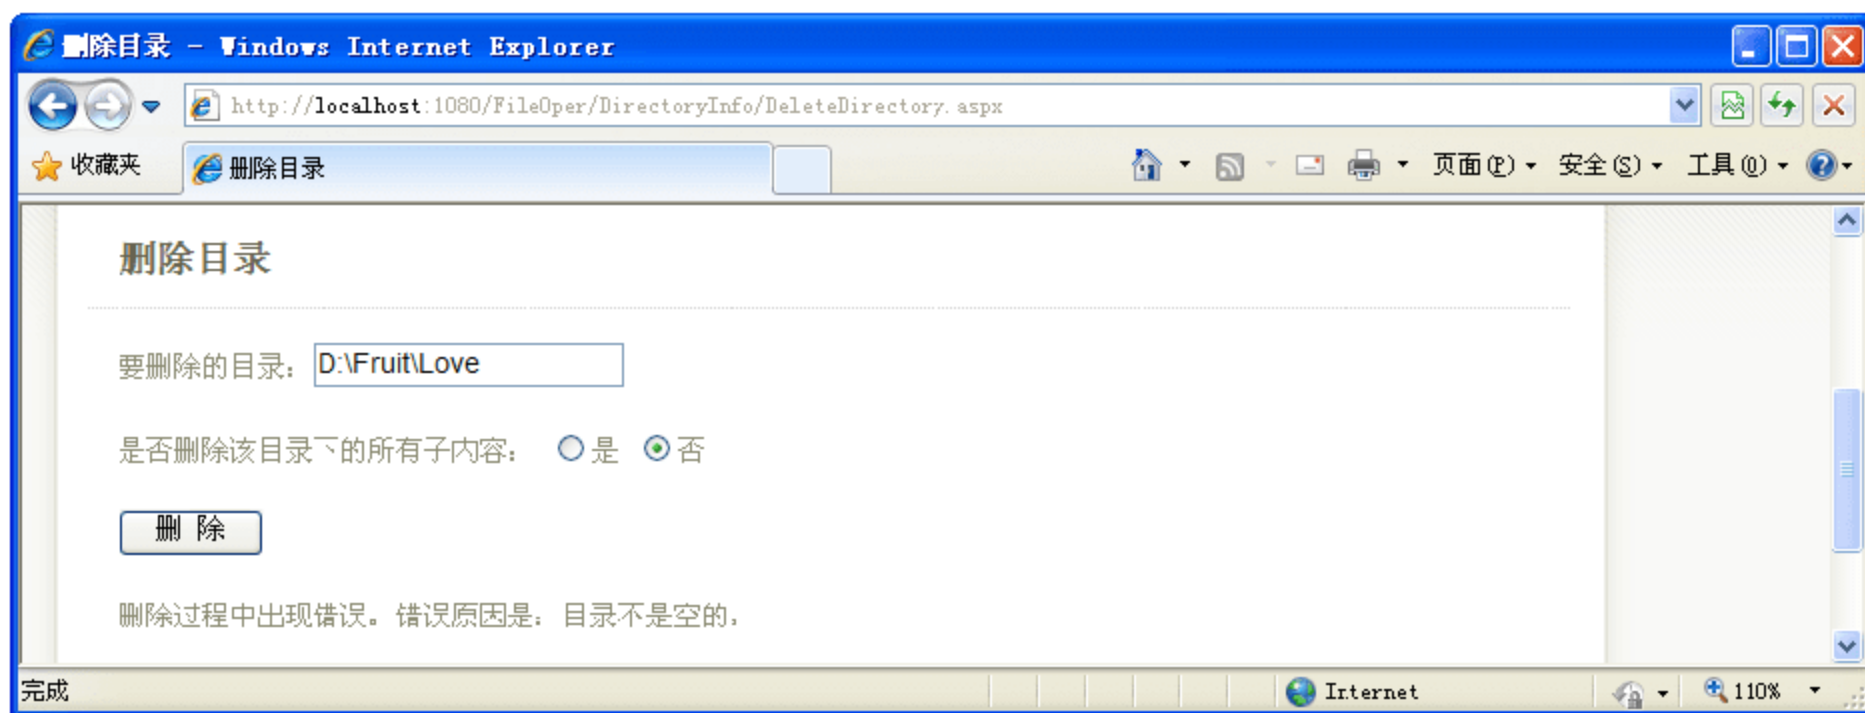 删除目录 - Windows Internet Explorer
http://localhost:1080/FileOper/DirectoryInfo/DeleteDirectory.aspx
收藏夹 删除目录 页面(P) 安全(S) 工具(O)
删除目录
要删除的目录: D:\Fruit\Love
是否删除该目录下的所有子内容: 是 否
删 除
删除过程中出现错误。错误原因是: 目录不是空的。
完成 Internet 110%